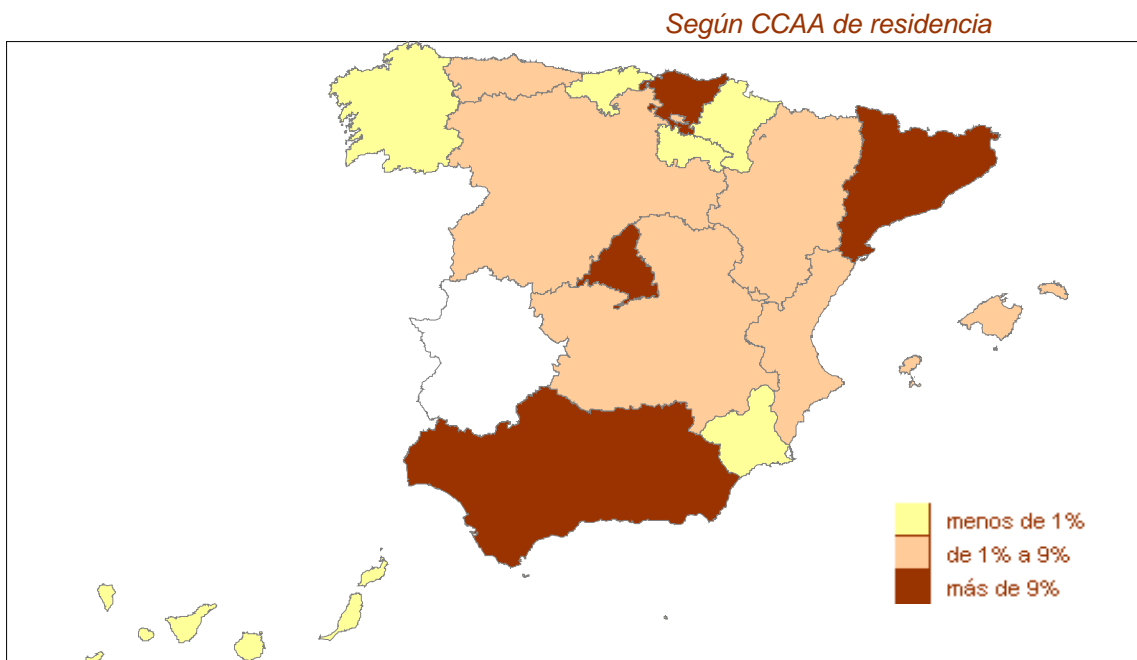 Según CCAA de residencia
menos de 1%
de 1% a 9%
más de 9%